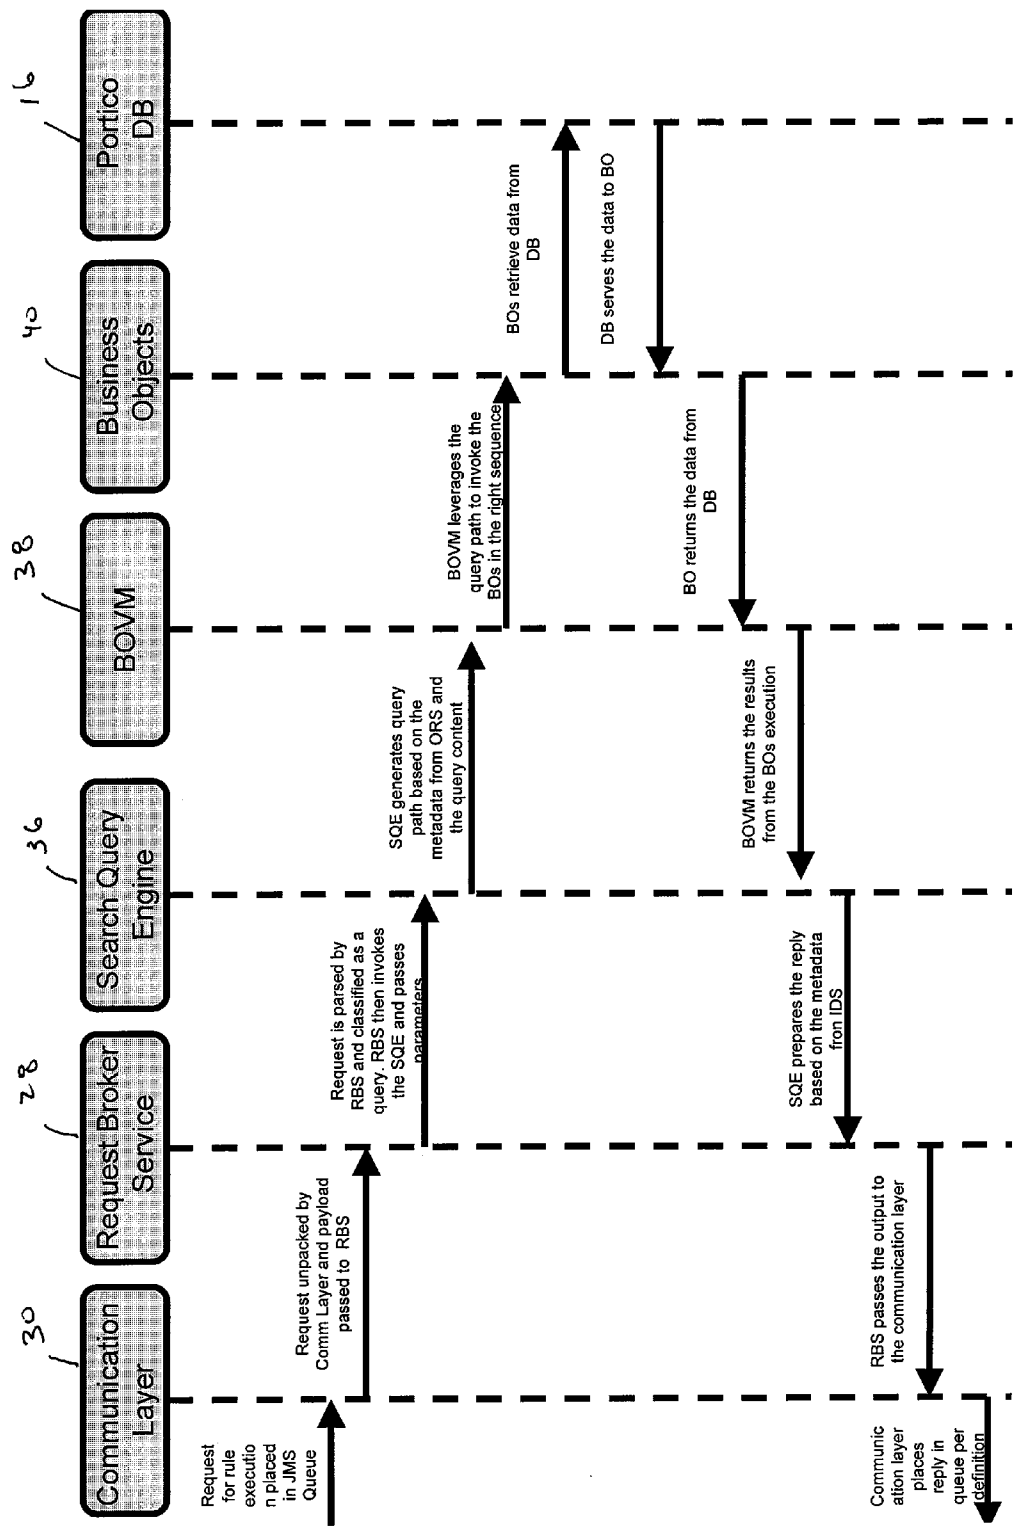 30
28
36
38
40
16
Communication
Layer
Request Broker
Service
Search Query
Engine
BOVM
Business
Objects
Portico
DB
Request
for rule
executio
n placed
in JMS
Queue
Request unpacked by
Comm Layer and payload
passed to RBS
Request is parsed by
RBS and classified as a
query. RBS then invokes
the SQE and passes
parameters
SQE generates query
path based on the
metadata from ORS and
the query content
BOVM leverages the
query path to invoke the
BOs in the right sequence
BOs retrieve data from
DB
DB serves the data to BO
BO returns the data from
DB
BOVM returns the results
from the BOs execution
SQE prepares the reply
based on the metadata
fron IDS
RBS passes the output to
the communication layer
Communic
ation layer
places
reply in
queue per
definition